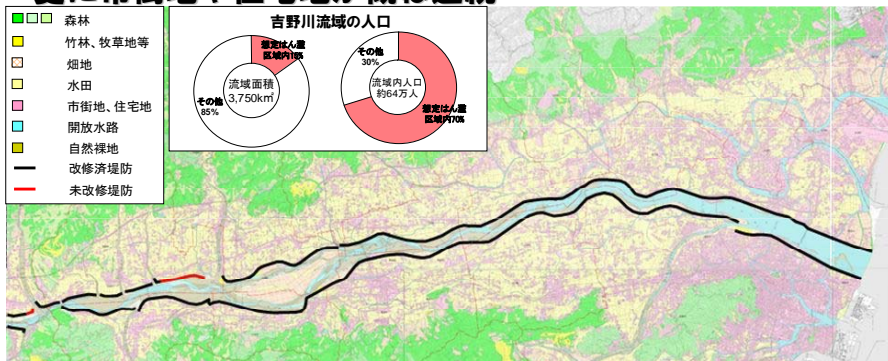 森林
竹林、牧草地等
畑地
水田
市街地、住宅地
開放水路
自然裸地
改修済堤防
未改修堤防
吉野川流域の人口
想定はん濫
区域内15%
流域面積
3,750k㎡
その他
85%
その他
30%
流域内人口
約64万人
想定はん濫
区域内70%